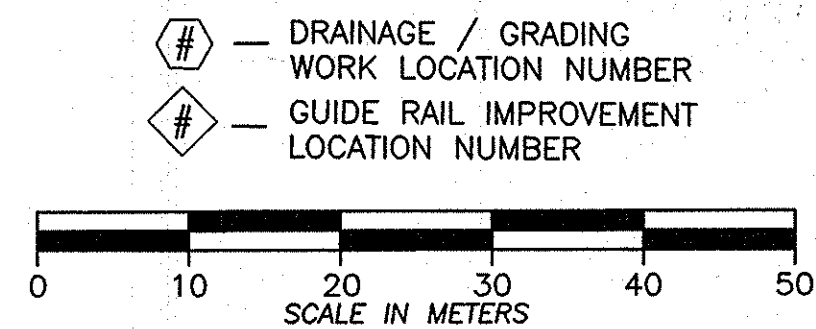 # — DRAINAGE / GRADING
WORK LOCATION NUMBER
# — GUIDE RAIL IMPROVEMENT
LOCATION NUMBER
0 10 20 30 40 50
SCALE IN METERS